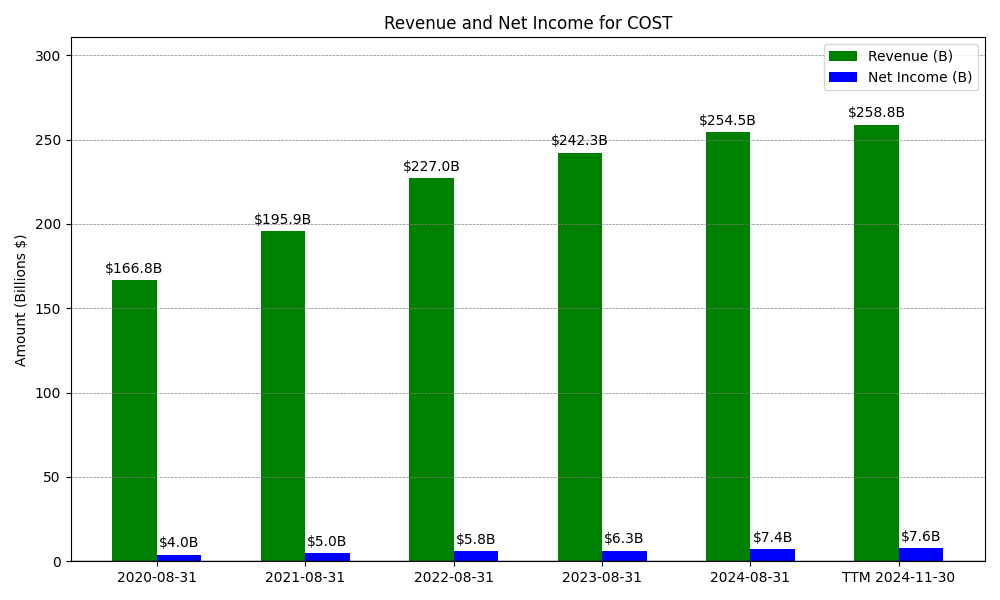 Revenue and Net Income for COST
Revenue (B)
Net Income (B)
Amount (Billions $)
300
250
200
150
100
50
0
$166.8B
$195.9B
$227.0B
$242.3B
$254.5B
$258.8B
$4.0B
$5.0B
$5.8B
$6.3B
$7.4B
$7.6B
2020-08-31
2021-08-31
2022-08-31
2023-08-31
2024-08-31
TTM 2024-11-30